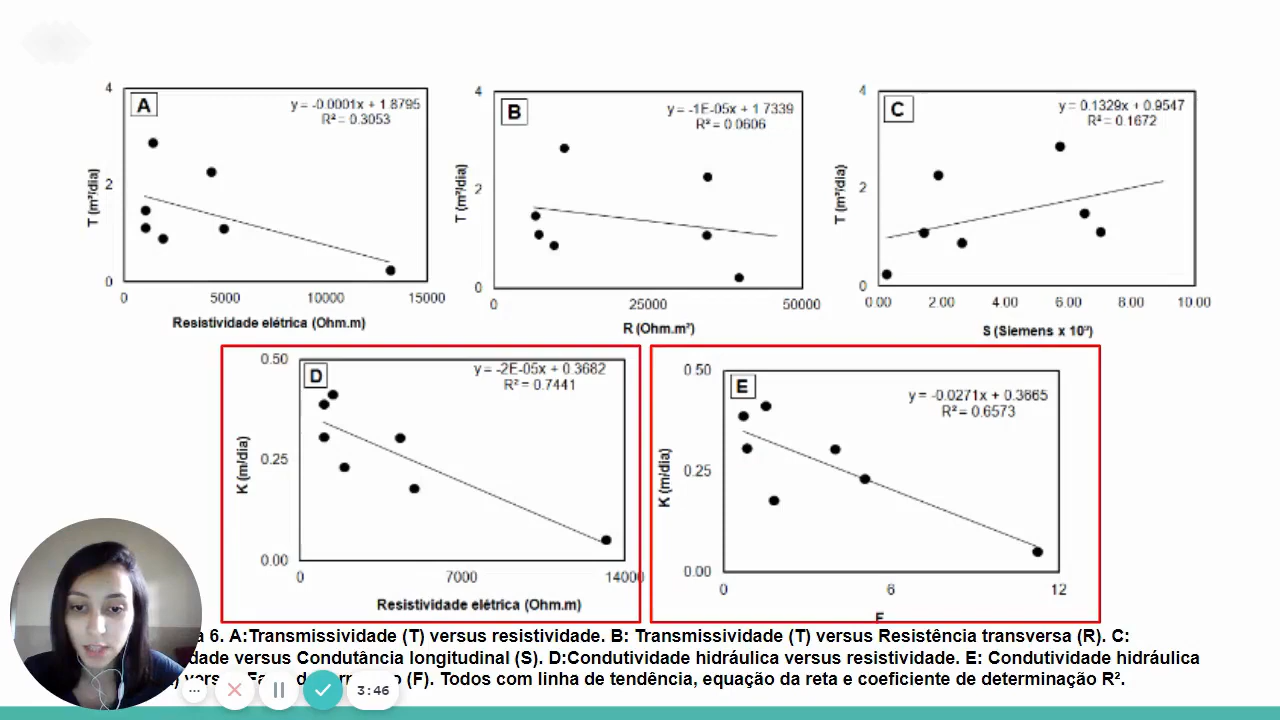 A
y = -0.0001x + 1.8795
R² = 0.3053
4
2
0
T (m²/dia)
0 5000 10000 15000
Resistividade elétrica (Ohm.m)
B
y = -1E-05x + 1.7339
R² = 0.0606
4
2
0
T (m²/dia)
0 25000 50000
R (Ohm.m²)
C
y = 0.1329x + 0.9547
R² = 0.1672
4
2
0
T (m²/dia)
0.00 2.00 4.00 6.00 8.00 10.00
S (Siemens x 10³)
D
y = -2E-05x + 0.3682
R² = 0.7441
0.50
0.25
0.00
K (m/dia)
0 7000 14000
Resistividade elétrica (Ohm.m)
E
y = -0.0271x + 0.3865
R² = 0.6573
0.50
0.25
0.00
K (m/dia)
0 6 12
F
6. A:Transmissividade (T) versus resistividade. B: Transmissividade (T) versus Resistência transversa (R). C:
versus Condutância longitudinal (S). D:Condutividade hidráulica versus resistividade. E: Condutividade hidráulica
(F). Todos com linha de tendência, equação da reta e coeficiente de determinação R².
3:46